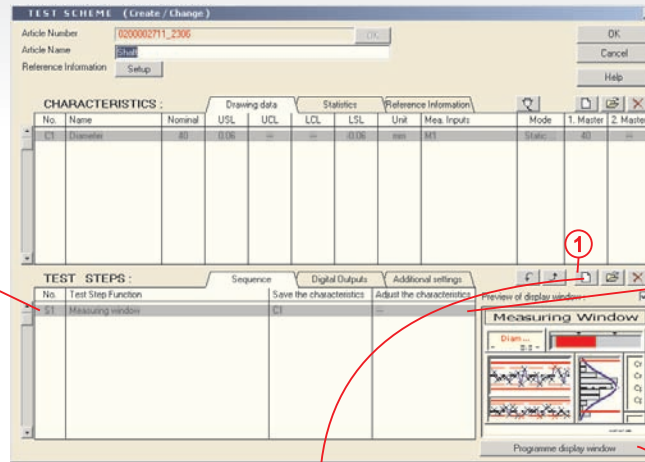 TEST SCHEME (Create / Change)
Article Number 0200002711_2306 OK
Article Name Shaft
Reference Information Setup
OK
Cancel
Help
CHARACTERISTICS : Drawing data Statistics Reference Information
No. Name Nominal USL UCL LCL LSL Unit Mea. Inputs Mode 1. Master 2. Master
C1 Diameter 40 0.06 -- -- -0.06 mm M1 Static ... 40 --
1
TEST STEPS : Sequence Digital Outputs Additional settings
No. Test Step Function Save the characteristics Adjust the characteristics Preview of display window :
S1 Measuring window C1 --
Measuring Window
Diam ...
Programme display window